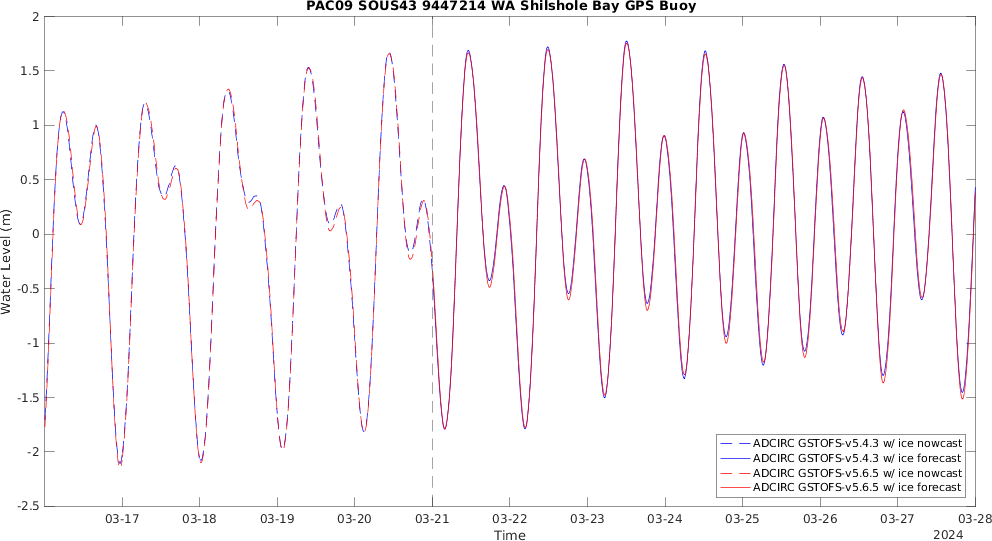 PAC09 SOUS43 9447214 WA Shilshole Bay GPS Buoy
2
1.5
1
0.5
0
-0.5
-1
-1.5
-2
-2.5
Water Level (m)
03-17 03-18 03-19 03-20 03-21 03-22 03-23 03-24 03-25 03-26 03-27 03-28
Time
2024
ADCIRC GSTOFS-v5.4.3 w/ ice nowcast
ADCIRC GSTOFS-v5.4.3 w/ ice forecast
ADCIRC GSTOFS-v5.6.5 w/ ice nowcast
ADCIRC GSTOFS-v5.6.5 w/ ice forecast